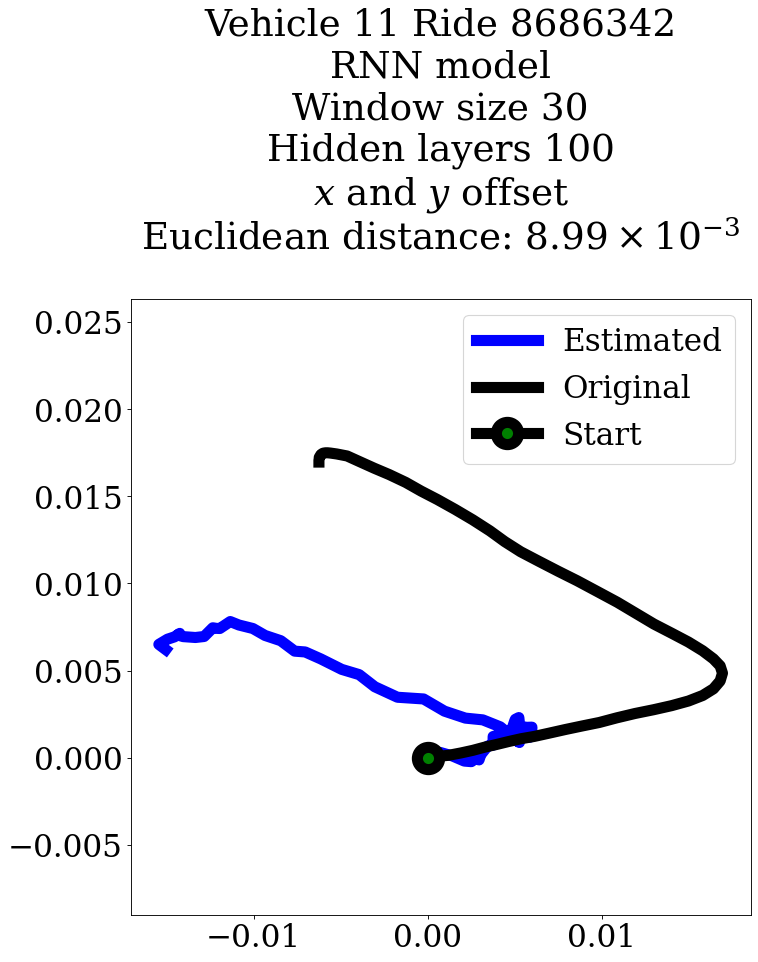 Vehicle 11 Ride 8686342
RNN model
Window size 30
Hidden layers 100
x and y offset
Euclidean distance: 8.99 × 10⁻³
0.025
0.020
0.015
0.010
0.005
0.000
−0.005
Estimated
Original
Start
−0.01
0.00
0.01